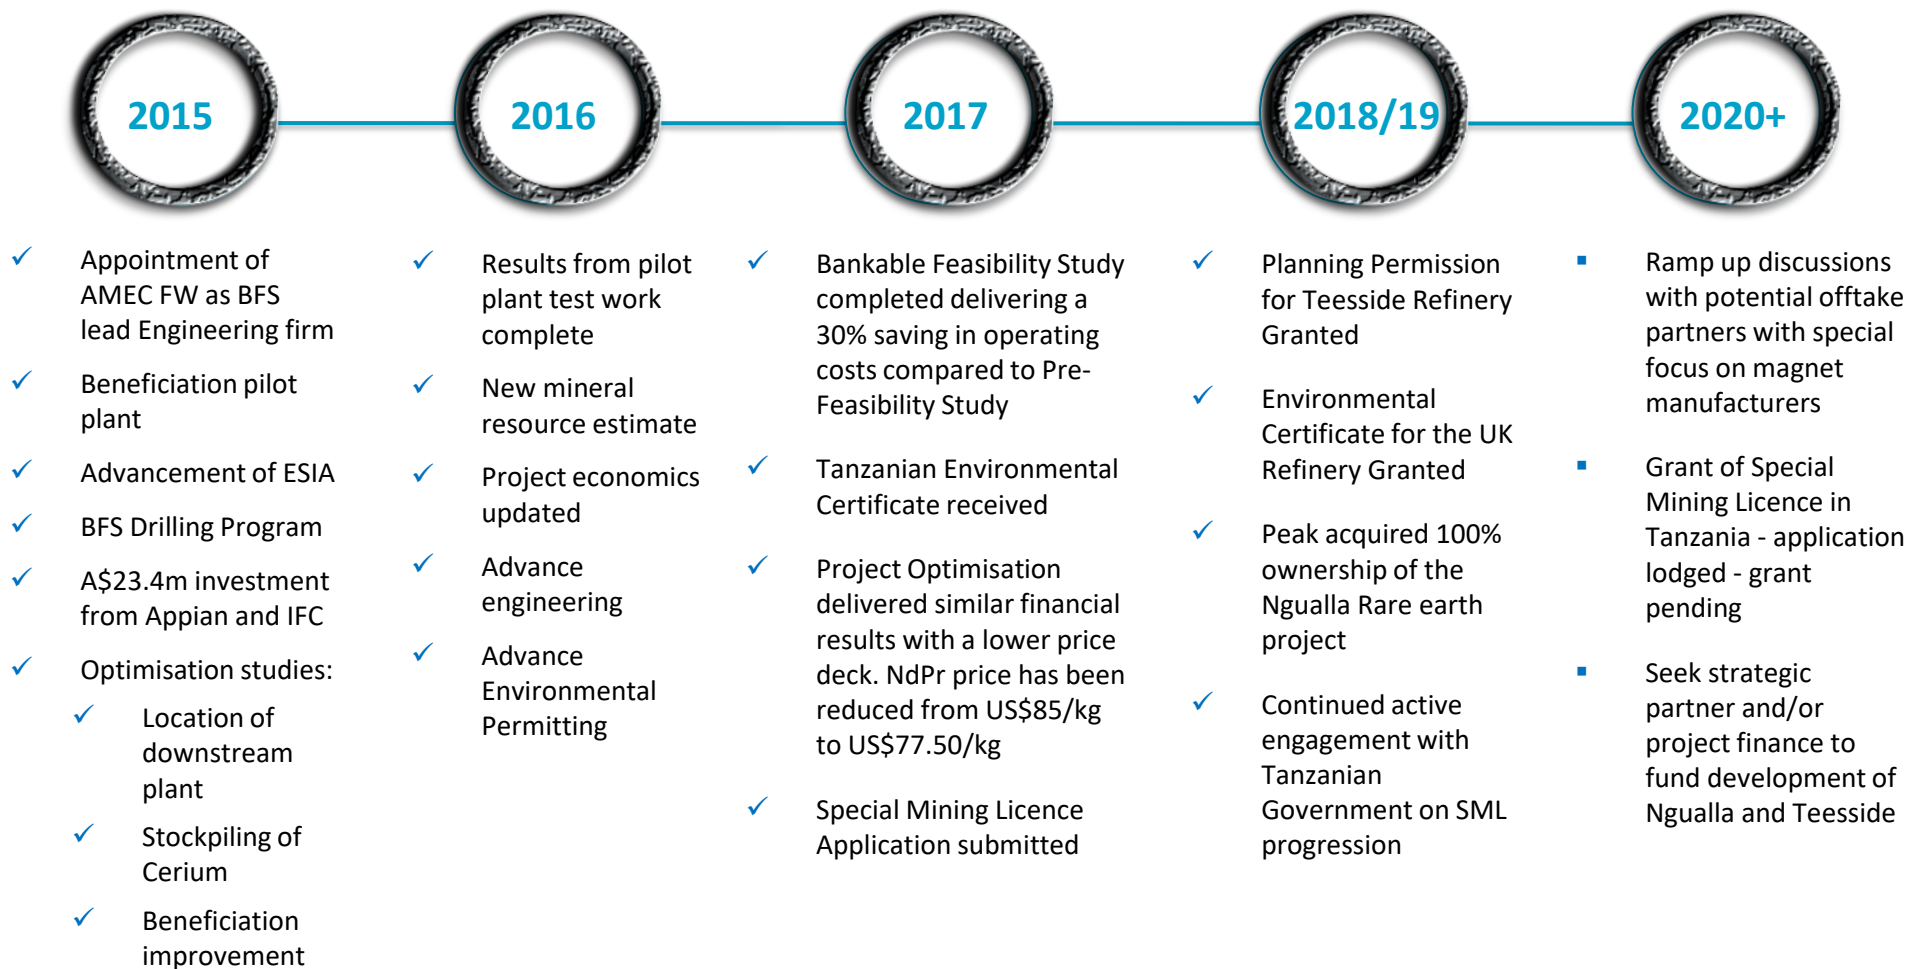 2015
2016
2017
2018/19
2020+
✓ Appointment of
AMEC FW as BFS
lead Engineering firm
✓ Beneficiation pilot
plant
✓ Advancement of ESIA
✓ BFS Drilling Program
✓ A$23.4m investment
from Appian and IFC
✓ Optimisation studies:
✓ Location of
downstream
plant
✓ Stockpiling of
Cerium
✓ Beneficiation
improvement
✓ Results from pilot
plant test work
complete
✓ New mineral
resource estimate
✓ Project economics
updated
✓ Advance
engineering
✓ Advance
Environmental
Permitting
✓ Bankable Feasibility Study
completed delivering a
30% saving in operating
costs compared to Pre-
Feasibility Study
✓ Tanzanian Environmental
Certificate received
✓ Project Optimisation
delivered similar financial
results with a lower price
deck. NdPr price has been
reduced from US$85/kg
to US$77.50/kg
✓ Special Mining Licence
Application submitted
✓ Planning Permission
for Teesside Refinery
Granted
✓ Environmental
Certificate for the UK
Refinery Granted
✓ Peak acquired 100%
ownership of the
Ngualla Rare earth
project
✓ Continued active
engagement with
Tanzanian
Government on SML
progression
▪ Ramp up discussions
with potential offtake
partners with special
focus on magnet
manufacturers
▪ Grant of Special
Mining Licence in
Tanzania - application
lodged - grant
pending
▪ Seek strategic
partner and/or
project finance to
fund development of
Ngualla and Teesside